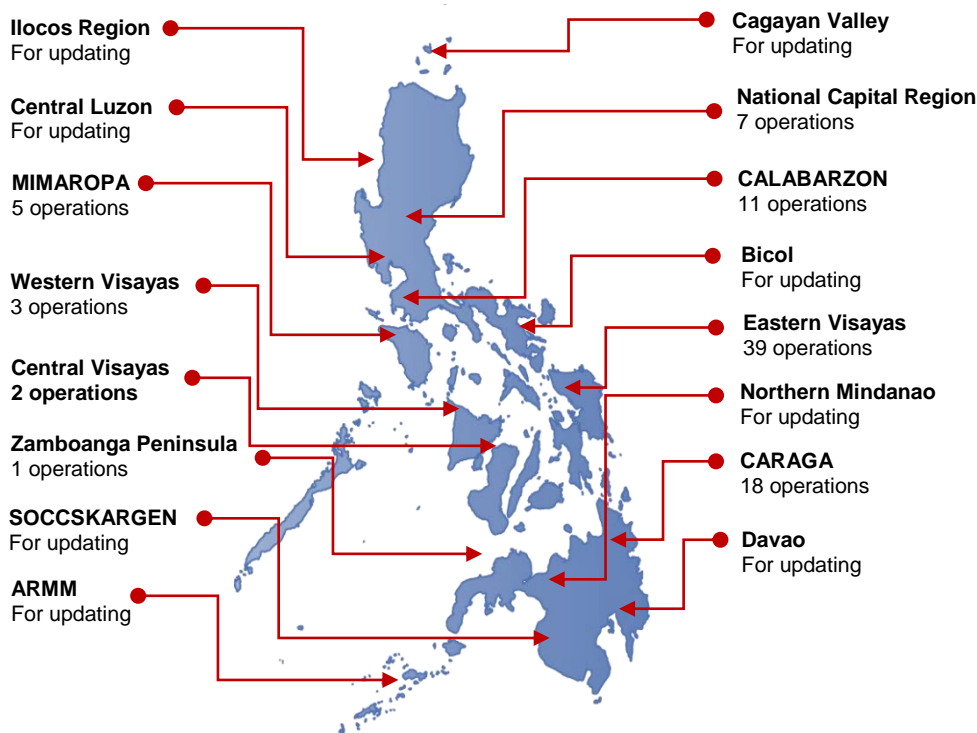 Ilocos Region
For updating
Central Luzon
For updating
MIMAROPA
5 operations
Western Visayas
3 operations
Central Visayas
2 operations
Zamboanga Peninsula
1 operations
SOCCSKARGEN
For updating
ARMM
For updating
Cagayan Valley
For updating
National Capital Region
7 operations
CALABARZON
11 operations
Bicol
For updating
Eastern Visayas
39 operations
Northern Mindanao
For updating
CARAGA
18 operations
Davao
For updating